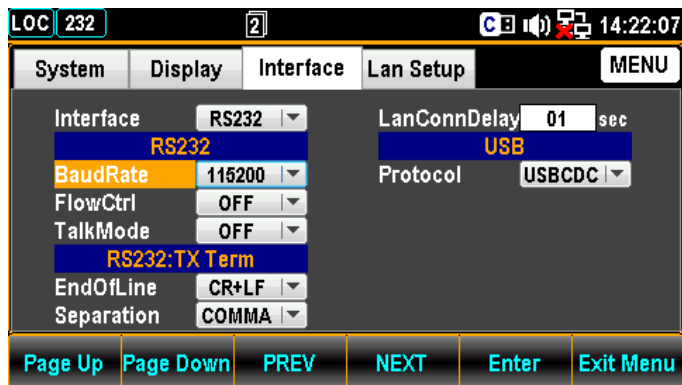 LOC 232 2 C 14:22:07
System Display Interface Lan Setup MENU
Interface RS232 LanConnDelay 01 sec
RS232 USB
BaudRate 115200 Protocol USBCDC
FlowCtrl OFF
TalkMode OFF
RS232:TX Term
EndOfLine CR+LF
Separation COMMA
Page Up Page Down PREV NEXT Enter Exit Menu